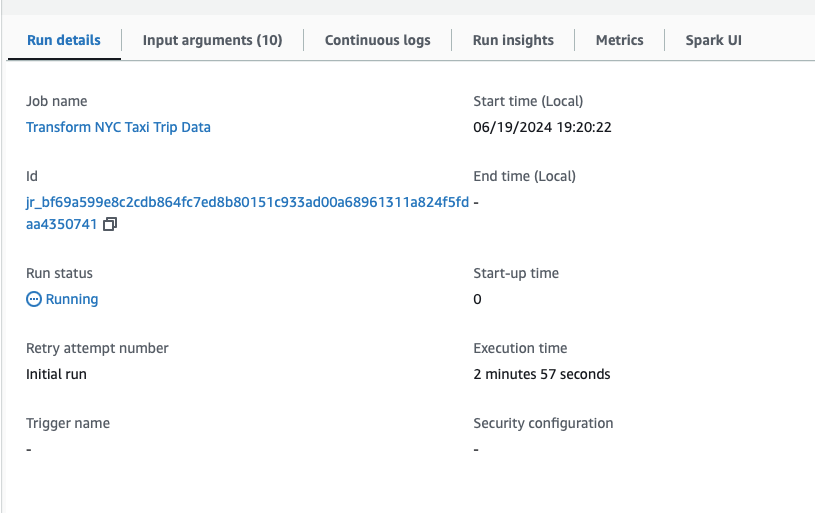 Run details
Input arguments (10)
Continuous logs
Run insights
Metrics
Spark UI
Job name
Transform NYC Taxi Trip Data
Start time (Local)
06/19/2024 19:20:22
Id
jr_bf69a599e8c2cdb864fc7ed8b80151c933ad00a68961311a824f5fd
aa4350741
End time (Local)
-
Run status
Running
Start-up time
0
Retry attempt number
Initial run
Execution time
2 minutes 57 seconds
Trigger name
-
Security configuration
-